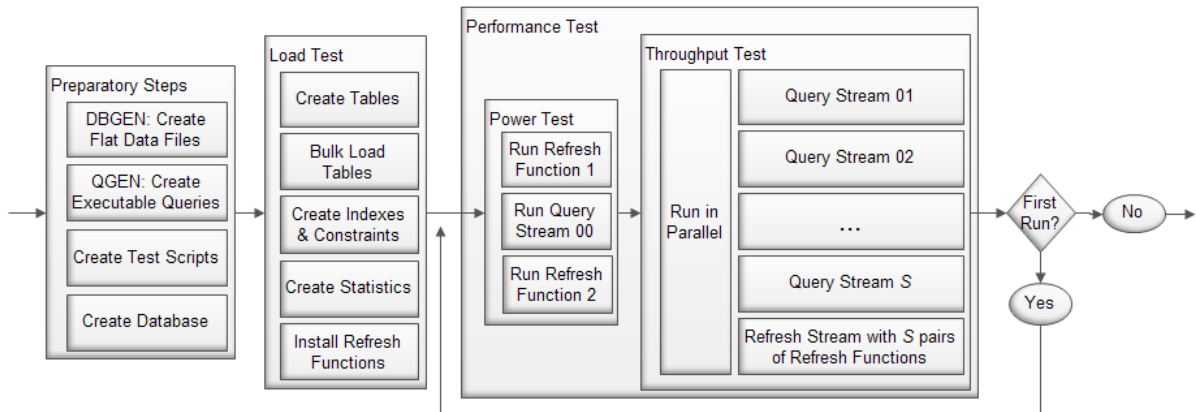 Preparatory Steps
DBGEN: Create
Flat Data Files
QGEN: Create
Executable Queries
Create Test Scripts
Create Database
Load Test
Create Tables
Bulk Load
Tables
Create Indexes
& Constraints
Create Statistics
Install Refresh
Functions
Performance Test
Power Test
Run Refresh
Function 1
Run Query
Stream 00
Run Refresh
Function 2
Throughput Test
Run in
Parallel
Query Stream 01
Query Stream 02
...
Query Stream S
Refresh Stream with S pairs
of Refresh Functions
First
Run?
No
Yes